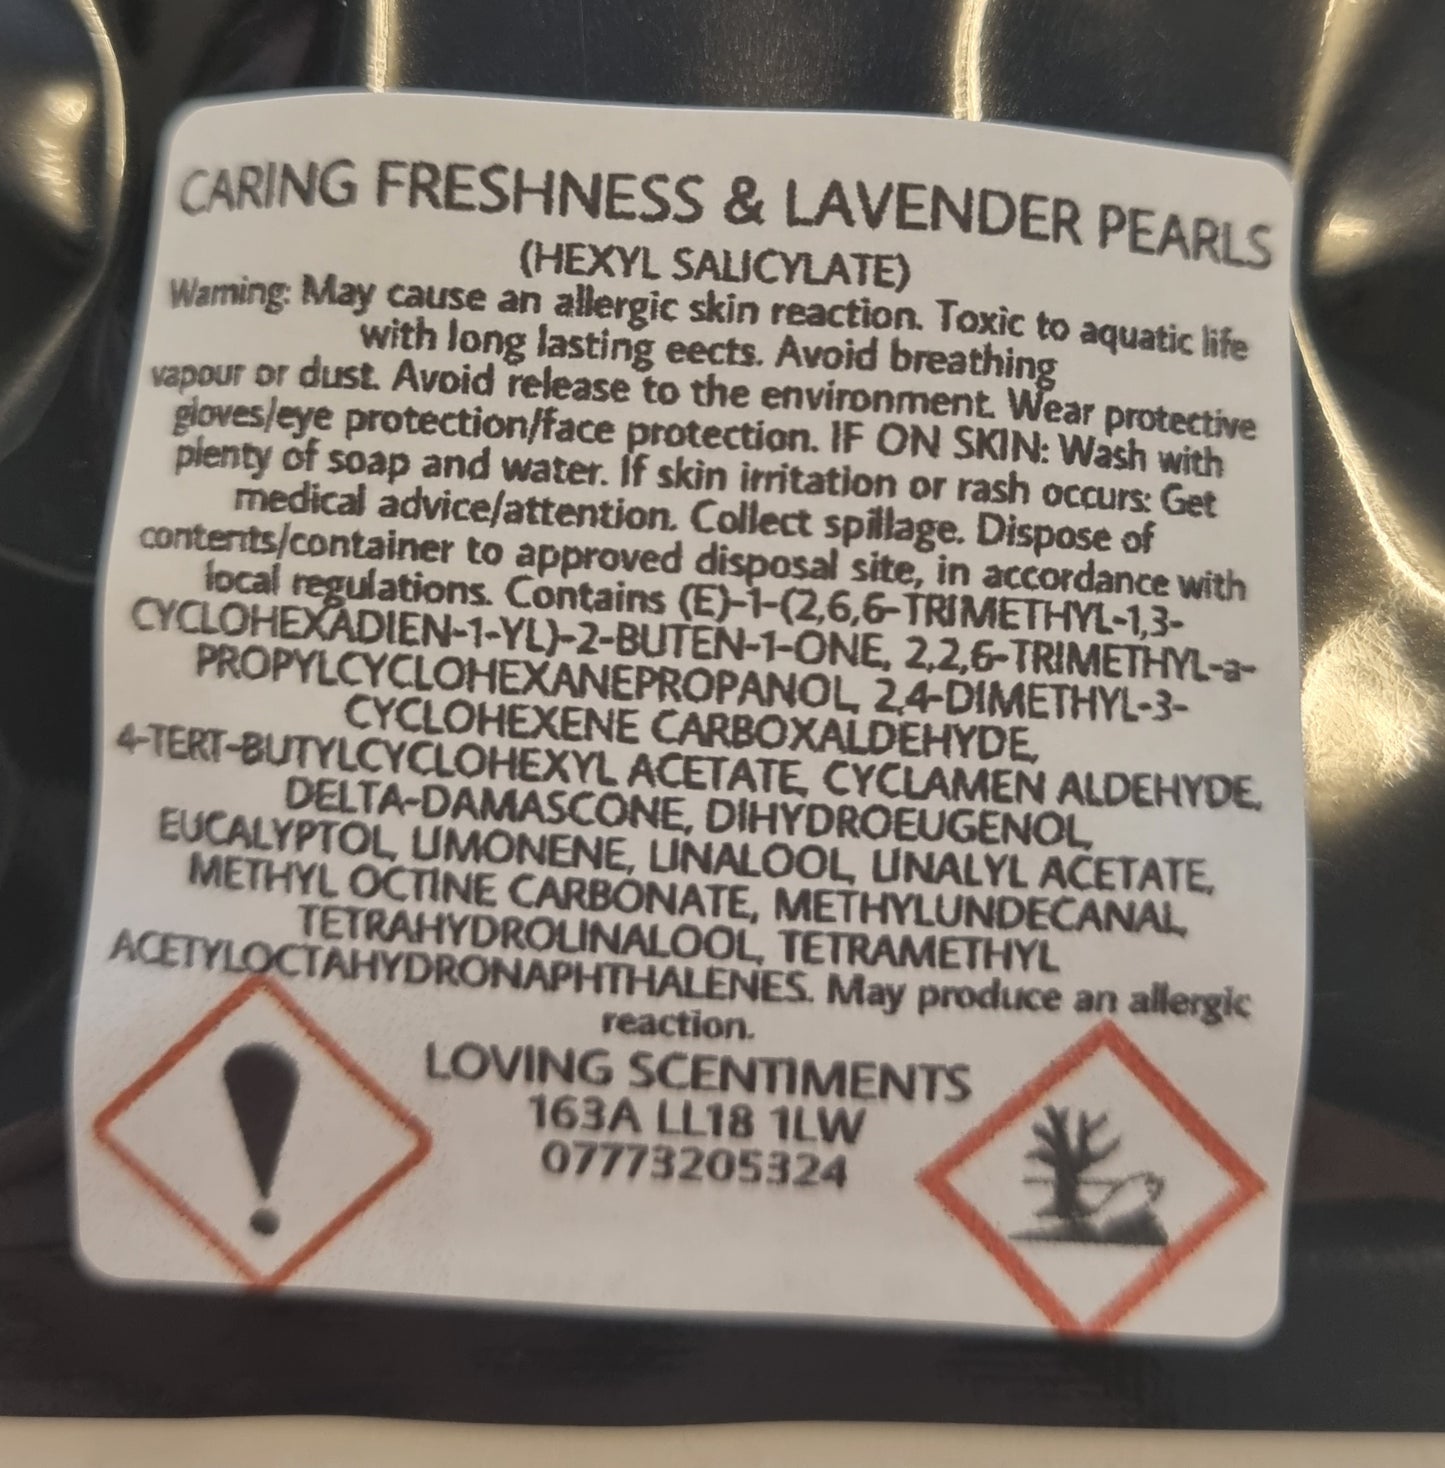 CARING FRESHNESS & LAVENDER PEARLS
(HEXYL SALICYLATE)
Warning: May cause an allergic skin reaction. Toxic to aquatic life
with long lasting eects. Avoid breathing
vapour or dust. Avoid release to the environment. Wear protective
gloves/eye protection/face protection. IF ON SKIN: Wash with
plenty of soap and water. If skin irritation or rash occurs: Get
medical advice/attention. Collect spillage. Dispose of
contents/container to approved disposal site, in accordance with
local regulations. Contains (E)-1-(2,6,6-TRIMETHYL-1,3-
CYCLOHEXADIEN-1-YL)-2-BUTEN-1-ONE, 2,2,6-TRIMETHYL-a-
PROPYLCYCLOHEXANEPROPANOL, 2,4-DIMETHYL-3-
CYCLOHEXENE CARBOXALDEHYDE,
4-TERT-BUTYLCYCLOHEXYL ACETATE, CYCLAMEN ALDEHYDE,
DELTA-DAMASCONE, DIHYDROEUGENOL,
EUCALYPTOL, LIMONENE, LINALOOL, LINALYL ACETATE,
METHYL OCTINE CARBONATE, METHYLUNDECANAL,
TETRAHYDROLINALOOL, TETRAMETHYL
ACETYLOCTAHYDRONAPHTHALENES. May produce an allergic
reaction.
LOVING SCENTIMENTS
163A LL18 1LW
07773205324